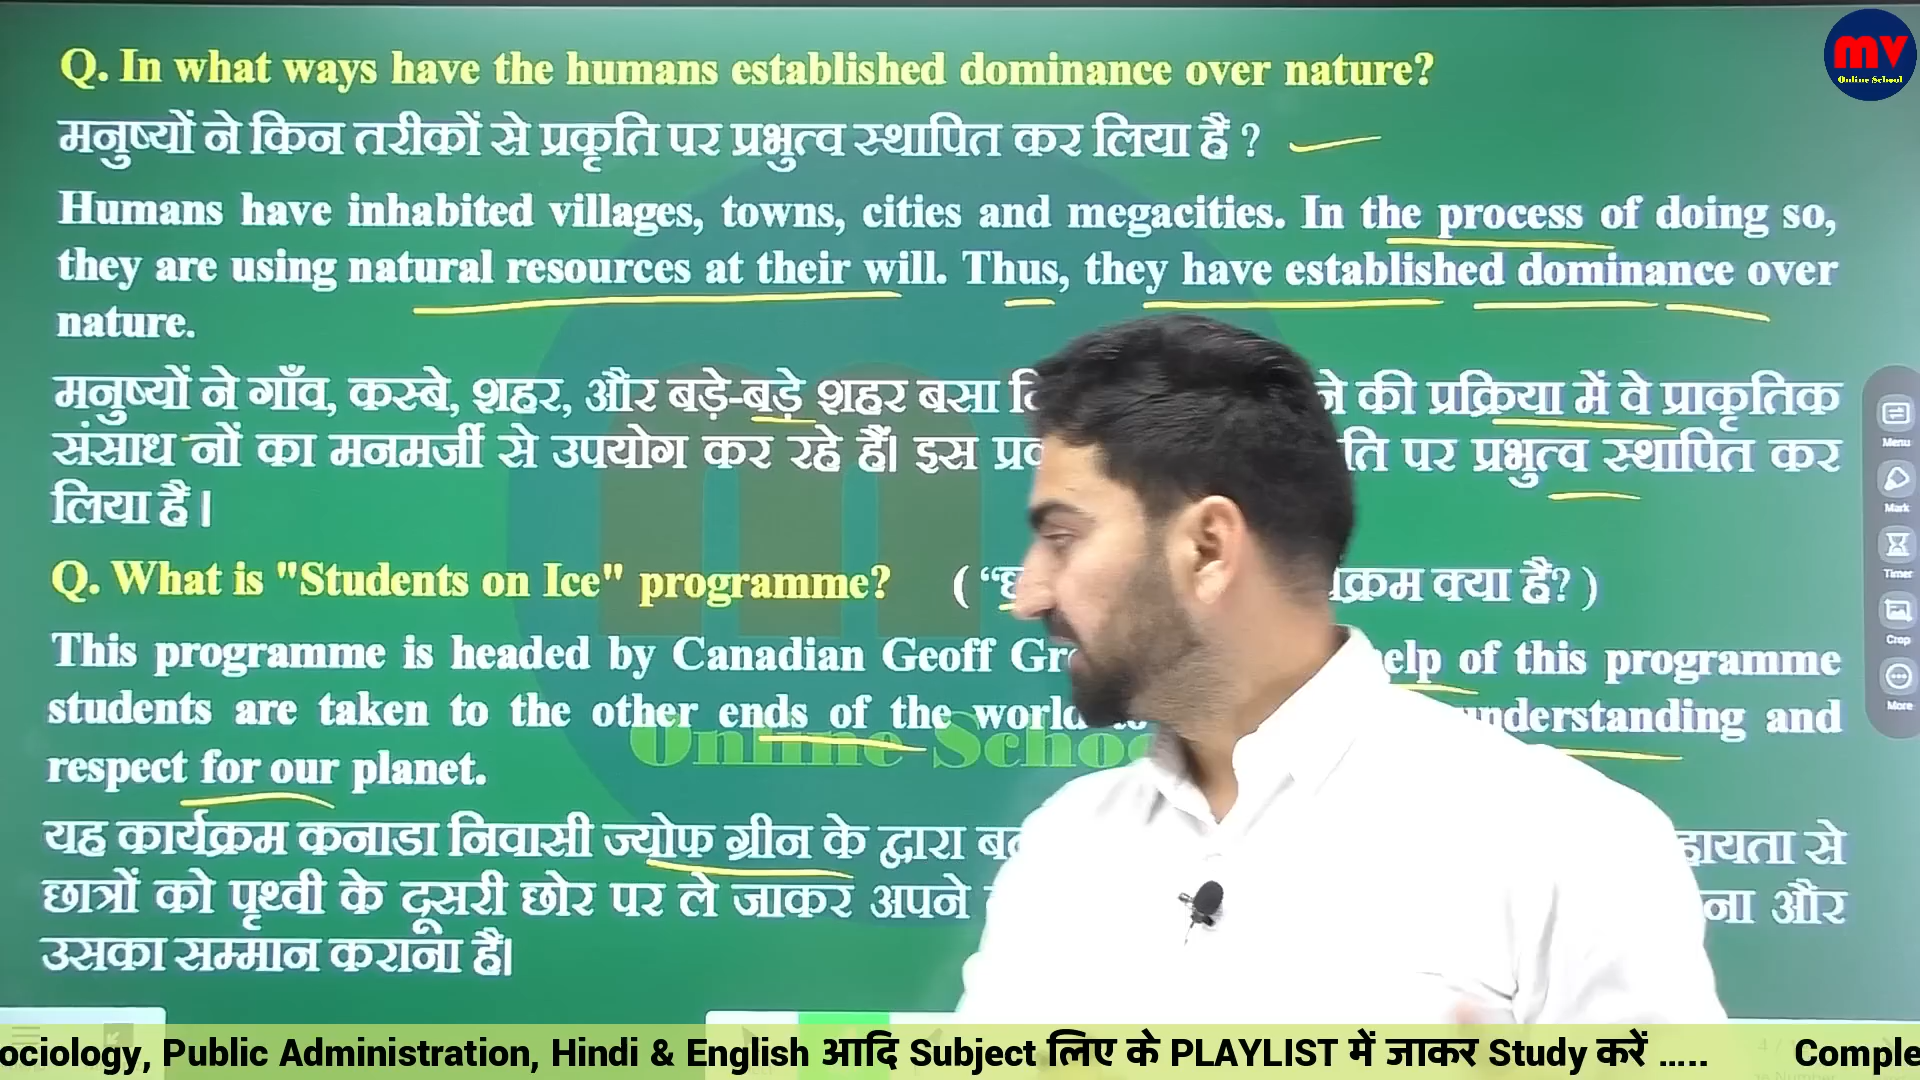 Q. In what ways have the humans established dominance over nature?
मनुष्यों ने किन तरीकों से प्रकृति पर प्रभुत्व स्थापित कर लिया है ?
Humans have inhabited villages, towns, cities and megacities. In the process of doing so,
they are using natural resources at their will. Thus, they have established dominance over
nature.
मनुष्यों ने गाँव, कस्बे, शहर, और बड़े-बड़े शहर बसा की प्रक्रिया में वे प्राकृतिक
संसाध नों का मनमर्जी से उपयोग कर रहे हैं। इस पर प्रभुत्व स्थापित कर
लिया है ।
Q. What is "Students on Ice" programme? ( क्या है? )
This programme is headed by Canadian Geoff of this programme
students are taken to the other ends of the world understanding and
respect for our planet.
यह कार्यक्रम कनाडा निवासी ज्योफ ग्रीन के द्वारा से
छात्रों को पृथ्वी के दूसरी छोर पर ले जाकर अपने और
उसका सम्मान कराना है।
mv
Online School
Menu
Mark
Timer
Crop
More
Online
ociology, Public Administration, Hindi & English आदि Subject लिए के PLAYLIST में जाकर Study करें ..... Comple